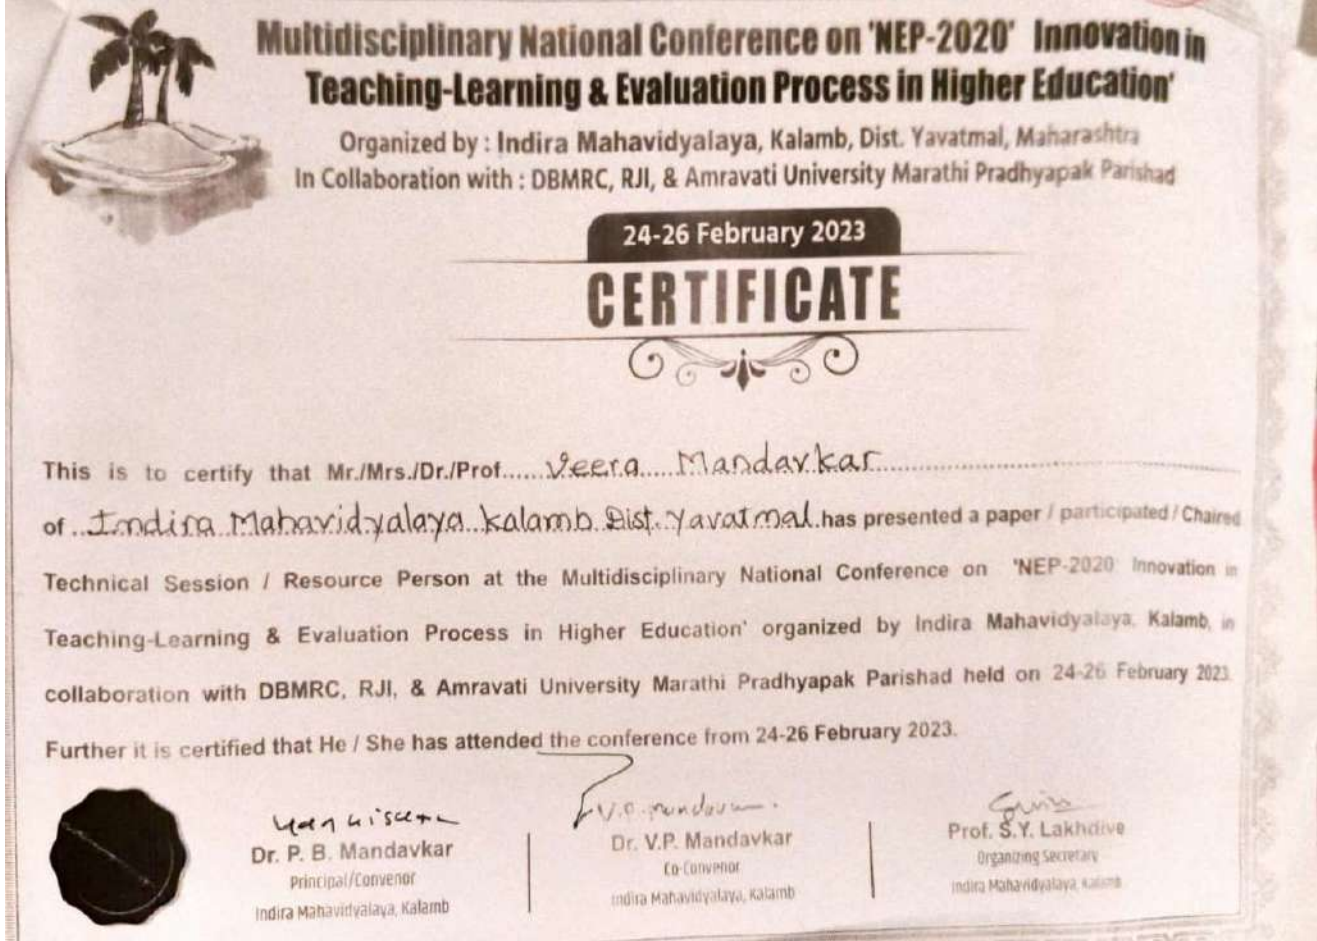 Multidisciplinary National Conference on 'NEP-2020' Innovation in
Teaching-Learning & Evaluation Process in Higher Education'
Organized by : Indira Mahavidyalaya, Kalamb, Dist. Yavatmal, Maharashtra
In Collaboration with : DBMRC, RJI, & Amravati University Marathi Pradhyapak Parishad
24-26 February 2023
CERTIFICATE
This is to certify that Mr./Mrs./Dr./Prof...... Veera..... Mandavkar..............................
of ..Indira Mahavidyalaya kalamb Dist. Yavatmal.has presented a paper / participated / Chaired
Technical Session / Resource Person at the Multidisciplinary National Conference on 'NEP-2020 Innovation in
Teaching-Learning & Evaluation Process in Higher Education' organized by Indira Mahavidyalaya, Kalamb, in
collaboration with DBMRC, RJI, & Amravati University Marathi Pradhyapak Parishad held on 24-26 February 2023.
Further it is certified that He / She has attended the conference from 24-26 February 2023.
Dr. P. B. Mandavkar
Principal/Convenor
Indira Mahavidyalaya, Kalamb
Dr. V.P. Mandavkar
Co-Convenor
Indira Mahavidyalaya, Kalamb
Prof. S.Y. Lakhdive
Organizing Secretary
Indira Mahavidyalaya, Kalamb